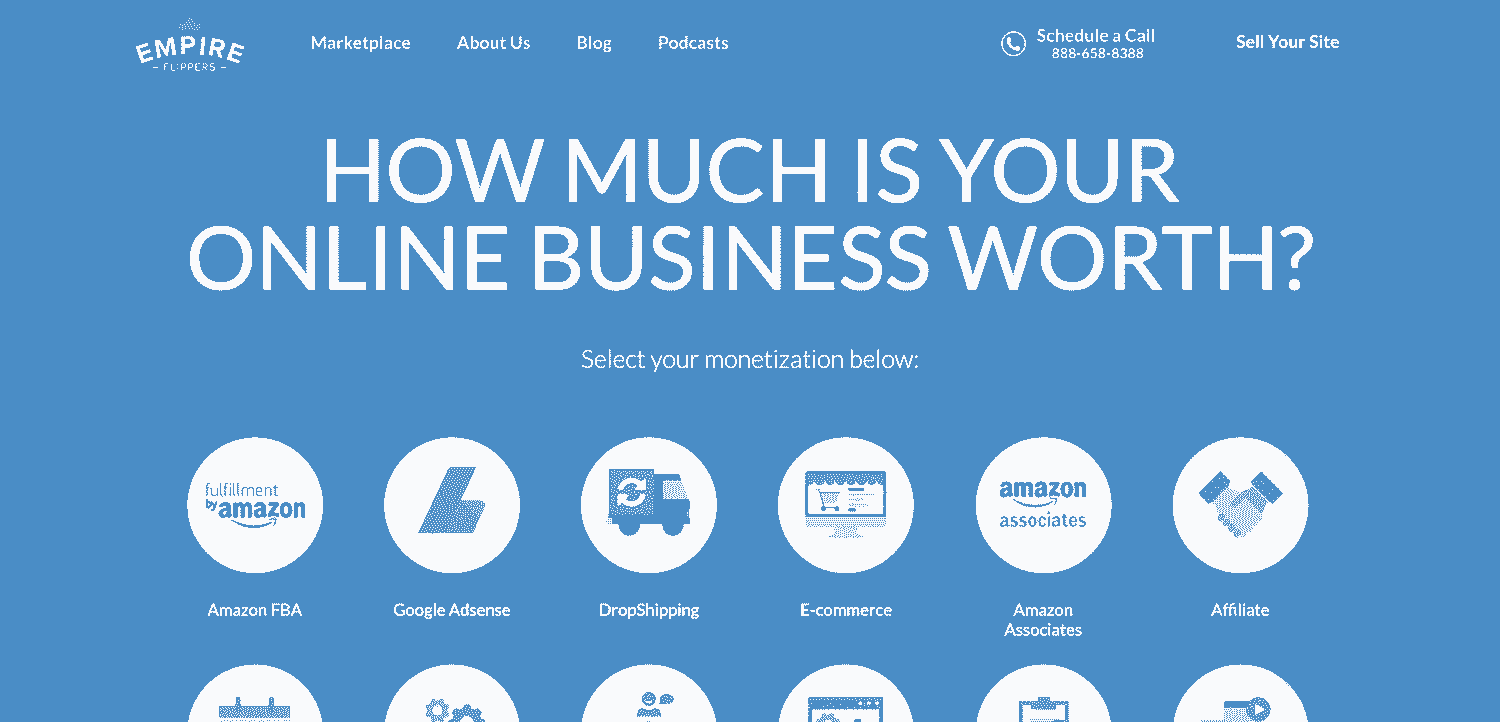 EMPIRE
FLIPPERS
Marketplace
About Us
Blog
Podcasts
Schedule a Call
888-658-8388
Sell Your Site
HOW MUCH IS YOUR
ONLINE BUSINESS WORTH?
Select your monetization below:
fulfillment
by amazon
amazon
associates
Amazon FBA
Google Adsense
DropShipping
E-commerce
Amazon
Associates
Affiliate